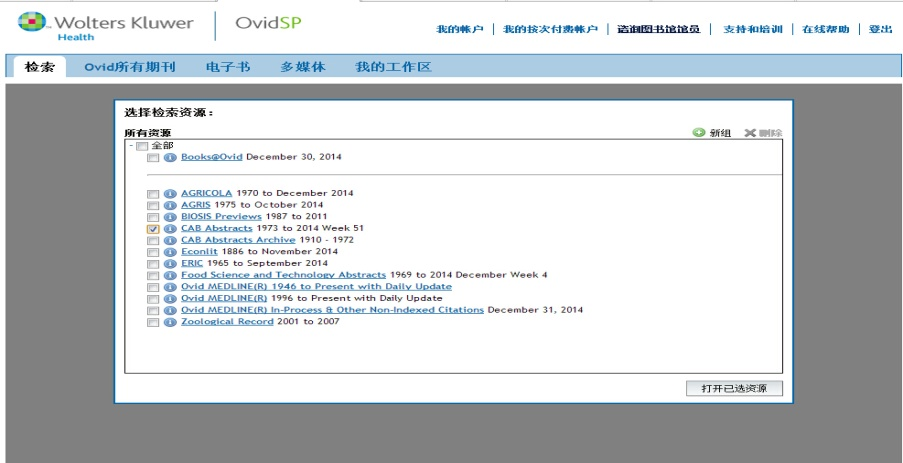 Wolters Kluwer
Health
OvidSP
我的帐户 | 我的按次付费帐户 | 咨询图书馆馆员 | 支持和培训 | 在线帮助 | 登出
检索 Ovid所有期刊 电子书 多媒体 我的工作区
选择检索资源：
所有资源 新组 删除
全部
Books@Ovid December 30, 2014
AGRICOLA 1970 to December 2014
AGRIS 1975 to October 2014
BIOSIS Previews 1987 to 2011
CAB Abstracts 1973 to 2014 Week 51
CAB Abstracts Archive 1910 - 1972
Econlit 1886 to November 2014
ERIC 1965 to September 2014
Food Science and Technology Abstracts 1969 to 2014 December Week 4
Ovid MEDLINE(R) 1946 to Present with Daily Update
Ovid MEDLINE(R) 1996 to Present with Daily Update
Ovid MEDLINE(R) In-Process & Other Non-Indexed Citations December 31, 2014
Zoological Record 2001 to 2007
打开已选资源